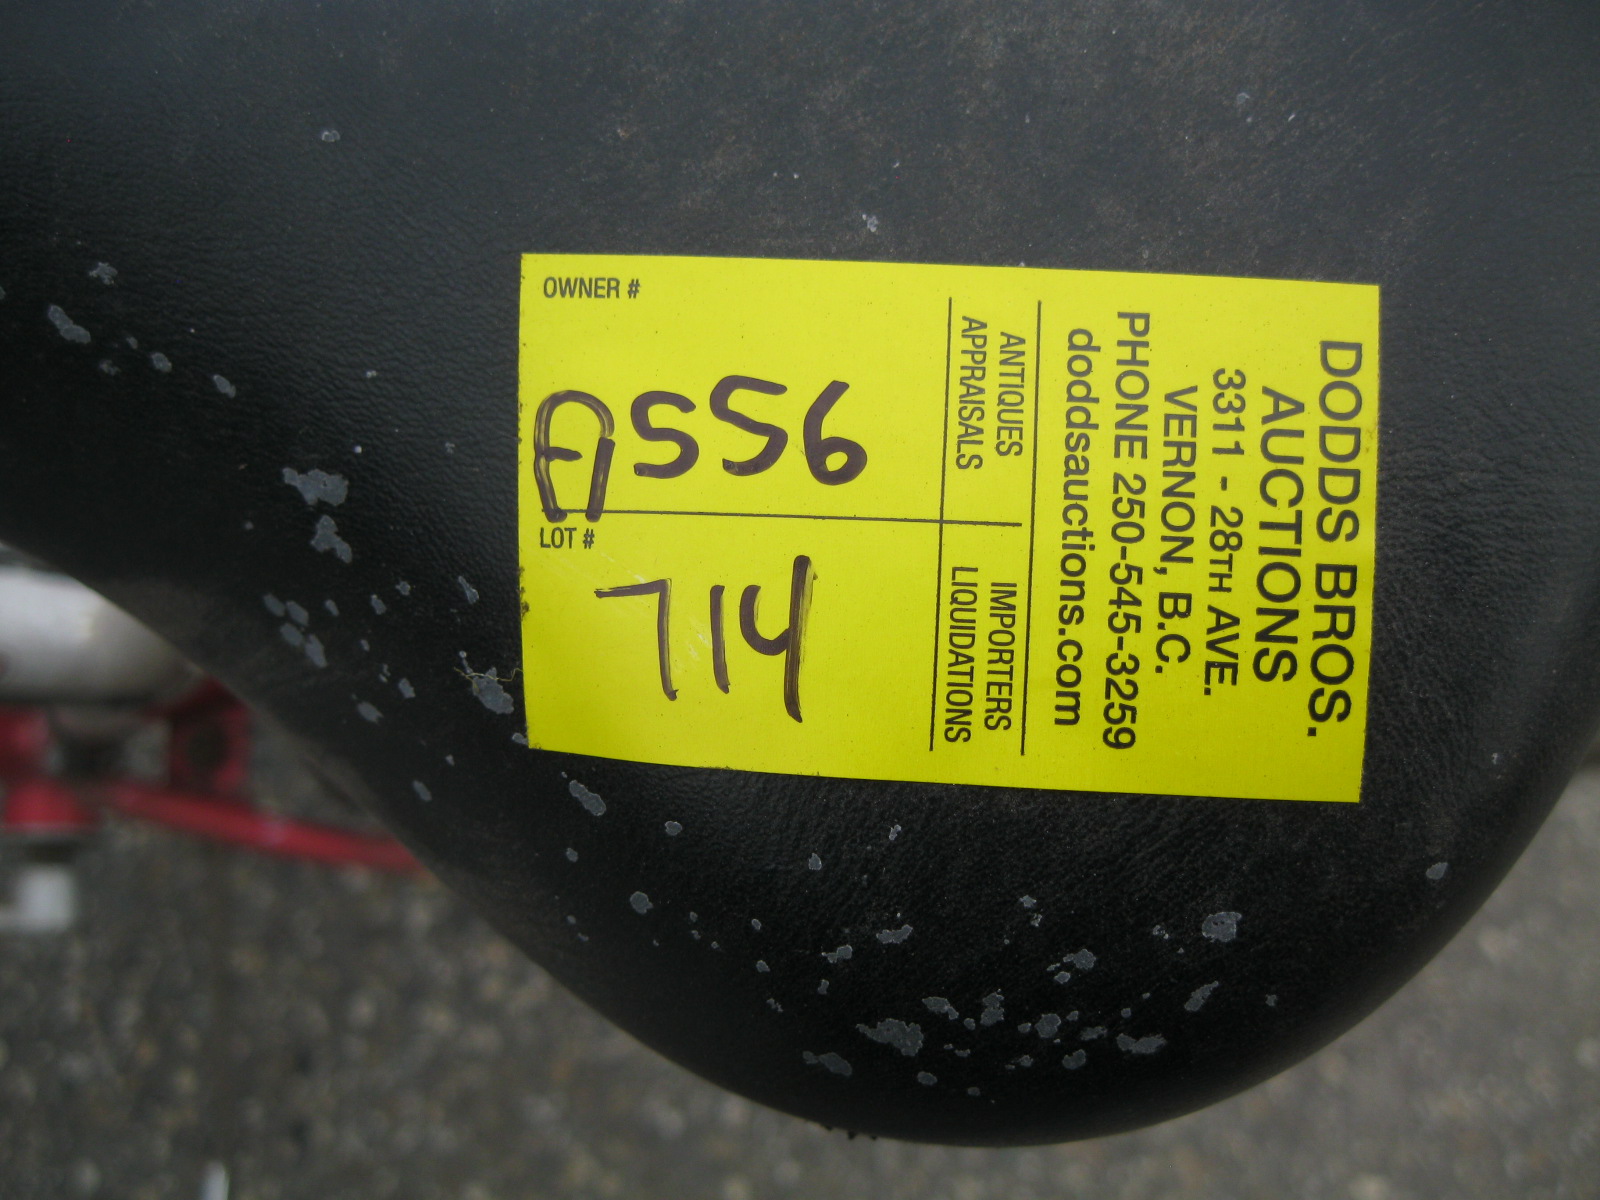 DODDS BROS.
AUCTIONS
3311 - 28TH AVE.
VERNON, B.C.
PHONE 250-545-3259
doddsauctions.com
ANTIQUES
APPRAISALS
IMPORTERS
LIQUIDATIONS
OWNER #
556
LOT #
714